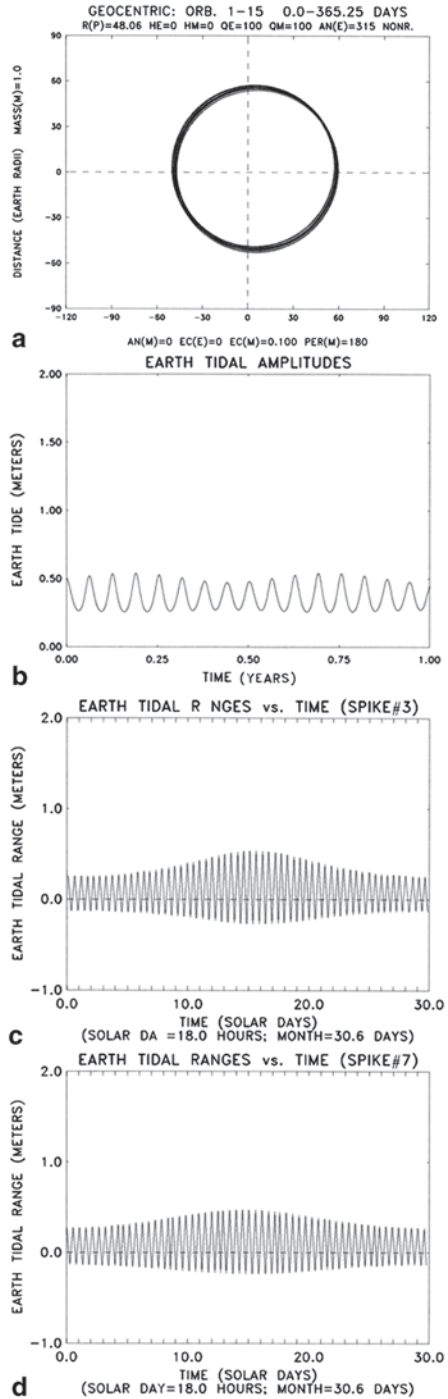 GEOCENTRIC: ORB. 1-15 0.0-365.25 DAYS
R(P)=48.06 HE=0 HM=0 QE=100 QM=100 AN(E)=315 NONR.
DISTANCE (EARTH RADII) MASS(M)=1.0
90
60
30
0
-30
-60
-90
-120 -90 -60 -30 0 30 60 90 120
a
AN(M)=0 EC(E)=0 EC(M)=0.100 PER(M)=180
EARTH TIDAL AMPLITUDES
EARTH TIDE (METERS)
2.00
1.50
1.00
0.50
0.00
0.00 0.25 0.50 0.75 1.00
TIME (YEARS)
b
EARTH TIDAL R NGES vs. TIME (SPIKE#3)
EARTH TIDAL RANGE (METERS)
2.0
1.0
0.0
-1.0
0.0 10.0 20.0 30.0
TIME (SOLAR DAYS)
c
(SOLAR DA =18.0 HOURS; MONTH=30.6 DAYS)
EARTH TIDAL RANGES vs. TIME (SPIKE#7)
EARTH TIDAL RANGE (METERS)
2.0
1.0
0.0
-1.0
0.0 10.0 20.0 30.0
TIME (SOLAR DAYS)
d
(SOLAR DAY=18.0 HOURS; MONTH=30.6 DAYS)